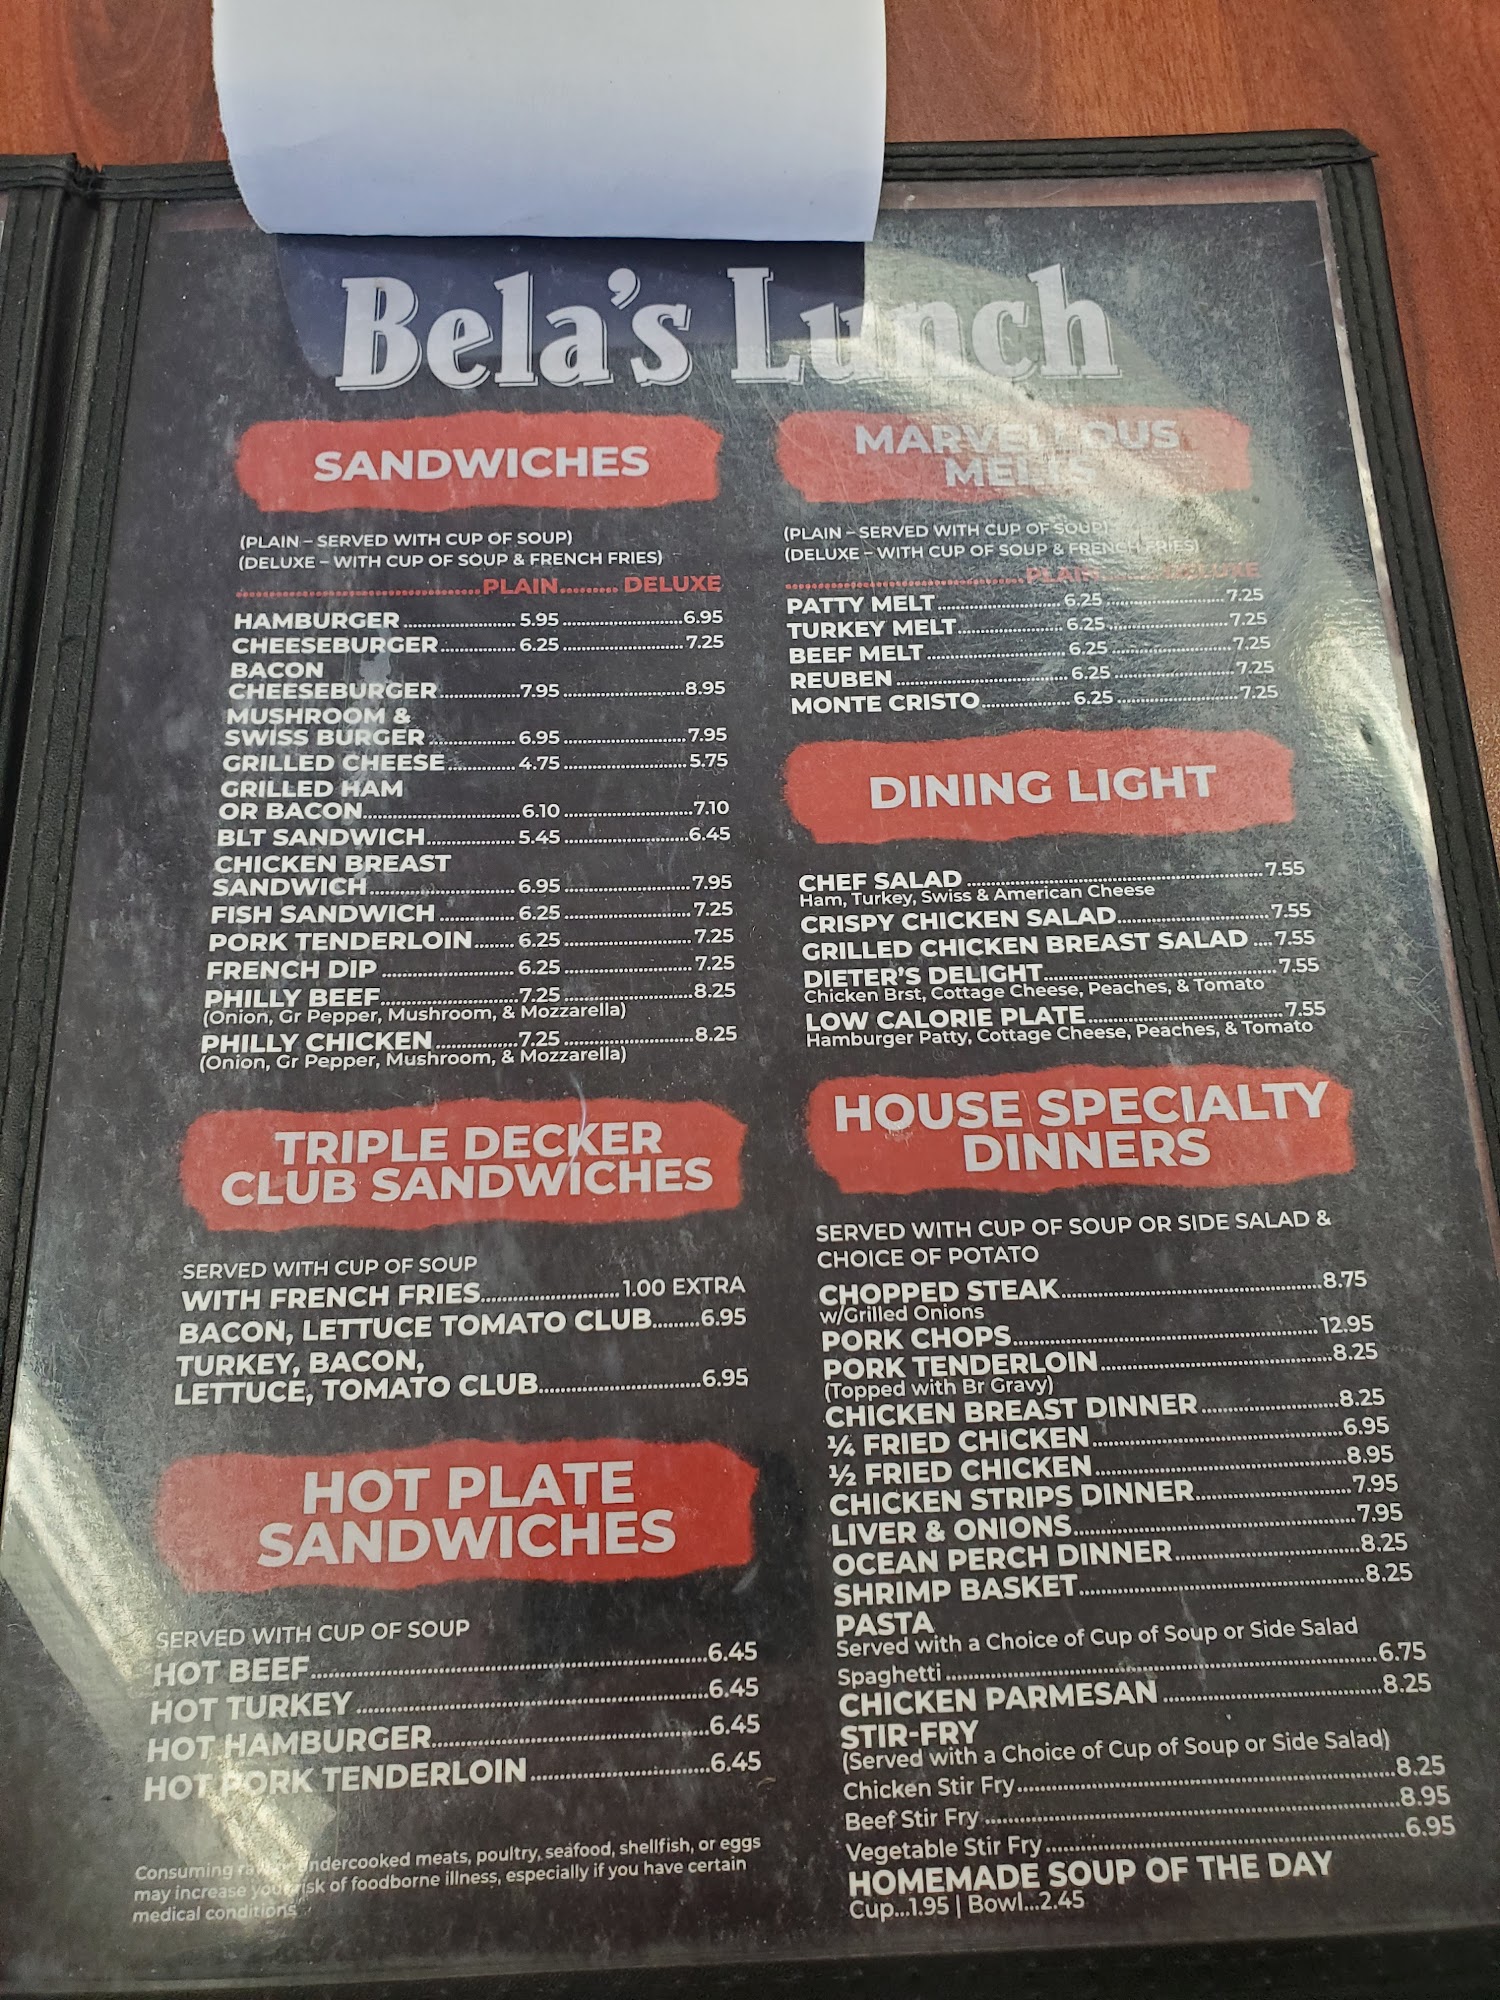 Bela's Lunch
SANDWICHES
(PLAIN – SERVED WITH CUP OF SOUP)
(DELUXE – WITH CUP OF SOUP & FRENCH FRIES)
PLAIN......... DELUXE
HAMBURGER 5.95 6.95
CHEESEBURGER 6.25 7.25
BACON
CHEESEBURGER 7.95 8.95
MUSHROOM &
SWISS BURGER 6.95 7.95
GRILLED CHEESE 4.75 5.75
GRILLED HAM
OR BACON 6.10 7.10
BLT SANDWICH 5.45 6.45
CHICKEN BREAST
SANDWICH 6.95 7.95
FISH SANDWICH 6.25 7.25
PORK TENDERLOIN 6.25 7.25
FRENCH DIP 6.25 7.25
PHILLY BEEF 7.25 8.25
(Onion, Gr Pepper, Mushroom, & Mozzarella)
PHILLY CHICKEN 7.25 8.25
(Onion, Gr Pepper, Mushroom, & Mozzarella)
TRIPLE DECKER
CLUB SANDWICHES
SERVED WITH CUP OF SOUP
WITH FRENCH FRIES 1.00 EXTRA
BACON, LETTUCE TOMATO CLUB 6.95
TURKEY, BACON,
LETTUCE, TOMATO CLUB 6.95
HOT PLATE
SANDWICHES
SERVED WITH CUP OF SOUP
HOT BEEF 6.45
HOT TURKEY 6.45
HOT HAMBURGER 6.45
HOT PORK TENDERLOIN 6.45
Consuming raw or undercooked meats, poultry, seafood, shellfish, or eggs
may increase your risk of foodborne illness, especially if you have certain
medical conditions
MARVELLOUS
MELTS
(PLAIN – SERVED WITH CUP OF SOUP)
(DELUXE – WITH CUP OF SOUP & FRENCH FRIES)
PLAIN DELUXE
PATTY MELT 6.25 7.25
TURKEY MELT 6.25 7.25
BEEF MELT 6.25 7.25
REUBEN 6.25 7.25
MONTE CRISTO 6.25 7.25
DINING LIGHT
CHEF SALAD 7.55
Ham, Turkey, Swiss & American Cheese
CRISPY CHICKEN SALAD 7.55
GRILLED CHICKEN BREAST SALAD 7.55
DIETER'S DELIGHT 7.55
Chicken Brst, Cottage Cheese, Peaches, & Tomato
LOW CALORIE PLATE 7.55
Hamburger Patty, Cottage Cheese, Peaches, & Tomato
HOUSE SPECIALTY
DINNERS
SERVED WITH CUP OF SOUP OR SIDE SALAD &
CHOICE OF POTATO
CHOPPED STEAK 8.75
w/Grilled Onions
PORK CHOPS 12.95
PORK TENDERLOIN 8.25
(Topped with Br Gravy)
CHICKEN BREAST DINNER 8.25
¼ FRIED CHICKEN 6.95
½ FRIED CHICKEN 8.95
CHICKEN STRIPS DINNER 7.95
LIVER & ONIONS 7.95
OCEAN PERCH DINNER 8.25
SHRIMP BASKET 8.25
PASTA
Served with a Choice of Cup of Soup or Side Salad
Spaghetti 6.75
CHICKEN PARMESAN 8.25
STIR-FRY
(Served with a Choice of Cup of Soup or Side Salad)
Chicken Stir Fry 8.25
Beef Stir Fry 8.95
Vegetable Stir Fry 6.95
HOMEMADE SOUP OF THE DAY
Cup...1.95 | Bowl...2.45